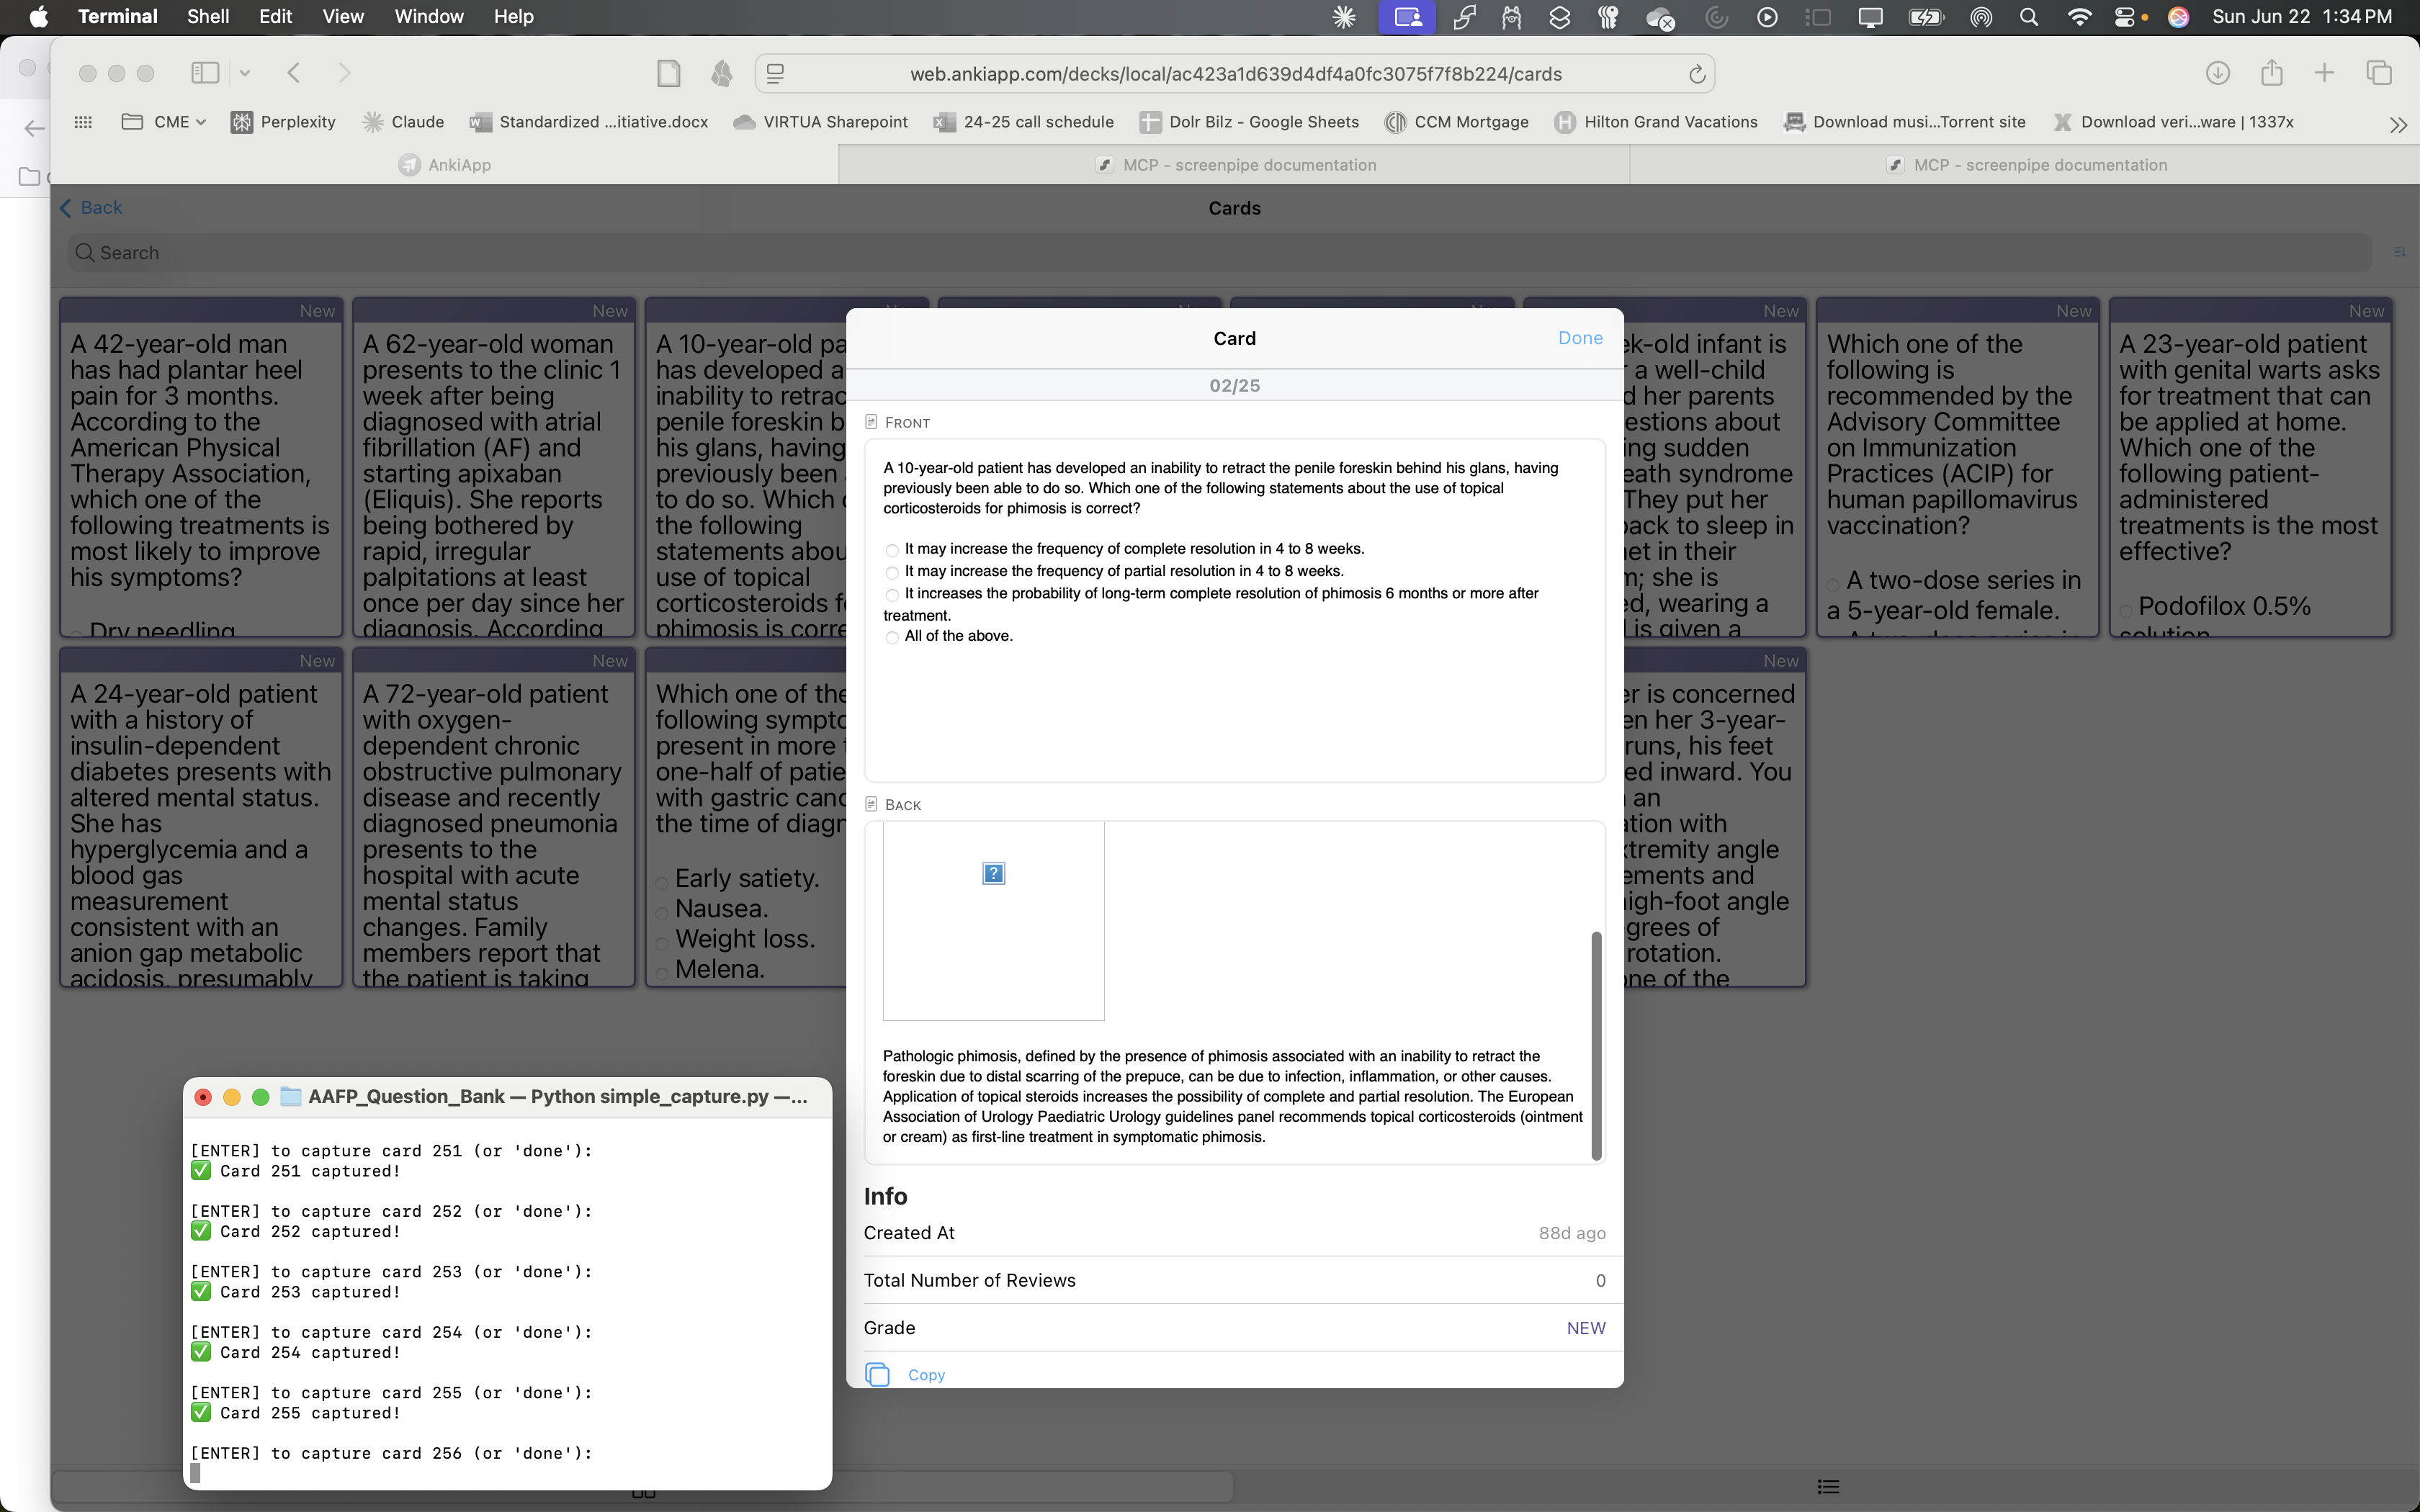 Terminal Shell Edit View Window Help Sun Jun 22 1:34 PM
web.ankiapp.com/decks/local/ac423a1d639d4df4a0fc3075f7f8b224/cards
CME Perplexity Claude Standardized ...itiative.docx VIRTUA Sharepoint 24-25 call schedule Dolr Bilz - Google Sheets CCM Mortgage Hilton Grand Vacations Download musi...Torrent site Download veri...ware | 1337x
AnkiApp MCP - screenpipe documentation MCP - screenpipe documentation
Back Cards
Search
New
A 42-year-old man
has had plantar heel
pain for 3 months.
According to the
American Physical
Therapy Association,
which one of the
following treatments is
most likely to improve
his symptoms?
Dry needling
New
A 62-year-old woman
presents to the clinic 1
week after being
diagnosed with atrial
fibrillation (AF) and
starting apixaban
(Eliquis). She reports
being bothered by
rapid, irregular
palpitations at least
once per day since her
diagnosis. According
A 10-year-old pa
has developed a
inability to retrac
penile foreskin b
his glans, having
previously been
to do so. Which
the following
statements abou
use of topical
corticosteroids f
phimosis is corre
New
ek-old infant is
a well-child
d her parents
estions about
ing sudden
eath syndrome
They put her
back to sleep in
net in their
m; she is
ed, wearing a
is given a
New
Which one of the
following is
recommended by the
Advisory Committee
on Immunization
Practices (ACIP) for
human papillomavirus
vaccination?
A two-dose series in
a 5-year-old female.
A two-dose series in
New
A 23-year-old patient
with genital warts asks
for treatment that can
be applied at home.
Which one of the
following patient-
administered
treatments is the most
effective?
Podofilox 0.5%
solution
New
A 24-year-old patient
with a history of
insulin-dependent
diabetes presents with
altered mental status.
She has
hyperglycemia and a
blood gas
measurement
consistent with an
anion gap metabolic
acidosis, presumably
New
A 72-year-old patient
with oxygen-
dependent chronic
obstructive pulmonary
disease and recently
diagnosed pneumonia
presents to the
hospital with acute
mental status
changes. Family
members report that
the patient is taking
Which one of the
following sympto
present in more
one-half of patie
with gastric canc
the time of diagn
Early satiety.
Nausea.
Weight loss.
Melena.
New
er is concerned
en her 3-year-
runs, his feet
ed inward. You
an
ation with
xtremity angle
ements and
high-foot angle
grees of
rotation.
one of the
Card Done
02/25
FRONT
A 10-year-old patient has developed an inability to retract the penile foreskin behind his glans, having
previously been able to do so. Which one of the following statements about the use of topical
corticosteroids for phimosis is correct?
It may increase the frequency of complete resolution in 4 to 8 weeks.
It may increase the frequency of partial resolution in 4 to 8 weeks.
It increases the probability of long-term complete resolution of phimosis 6 months or more after
treatment.
All of the above.
BACK
?
Pathologic phimosis, defined by the presence of phimosis associated with an inability to retract the
foreskin due to distal scarring of the prepuce, can be due to infection, inflammation, or other causes.
Application of topical steroids increases the possibility of complete and partial resolution. The European
Association of Urology Paediatric Urology guidelines panel recommends topical corticosteroids (ointment
or cream) as first-line treatment in symptomatic phimosis.
Info
Created At 88d ago
Total Number of Reviews 0
Grade NEW
Copy
AAFP_Question_Bank — Python simple_capture.py —...
[ENTER] to capture card 251 (or 'done'):
✅ Card 251 captured!
[ENTER] to capture card 252 (or 'done'):
✅ Card 252 captured!
[ENTER] to capture card 253 (or 'done'):
✅ Card 253 captured!
[ENTER] to capture card 254 (or 'done'):
✅ Card 254 captured!
[ENTER] to capture card 255 (or 'done'):
✅ Card 255 captured!
[ENTER] to capture card 256 (or 'done'):